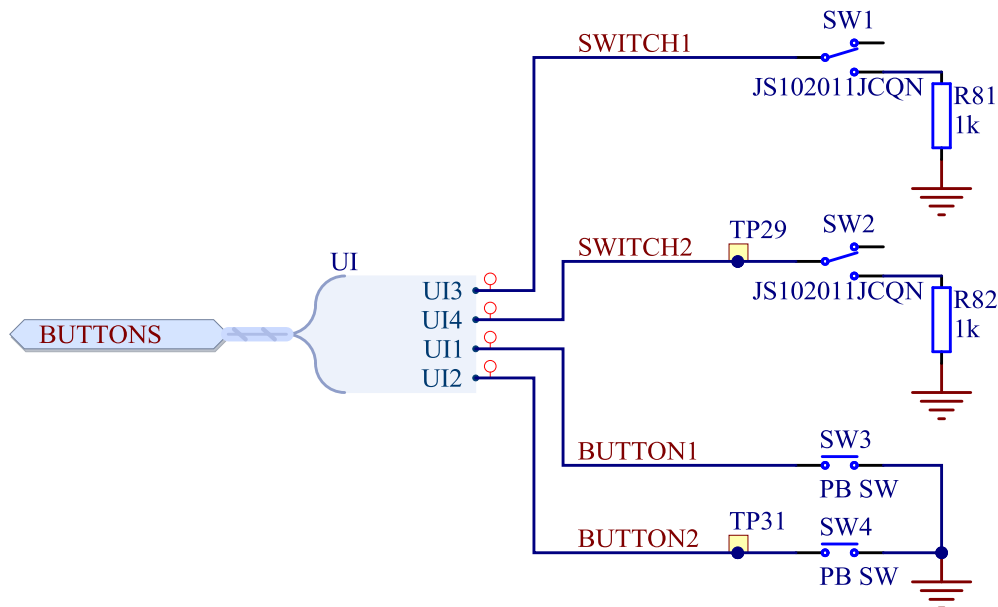 SW1
SWITCH1
JS102011JCQN
R81
1k
SW2
TP29
SWITCH2
UI
UI3
JS102011JCQN
R82
UI4
1k
BUTTONS
UI1
UI2
SW3
BUTTON1
PB SW
TP31
SW4
BUTTON2
PB SW